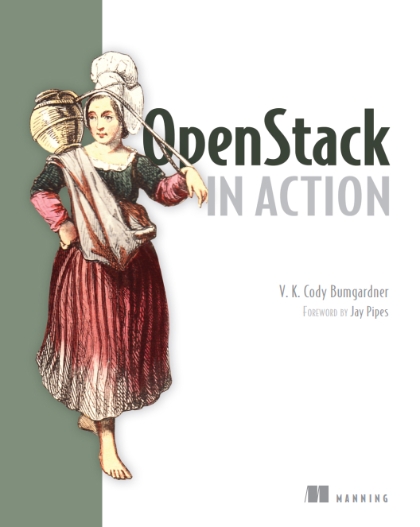 OpenStack
IN ACTION
V. K. Cody Bumgardner
FOREWORD BY Jay Pipes
MANNING